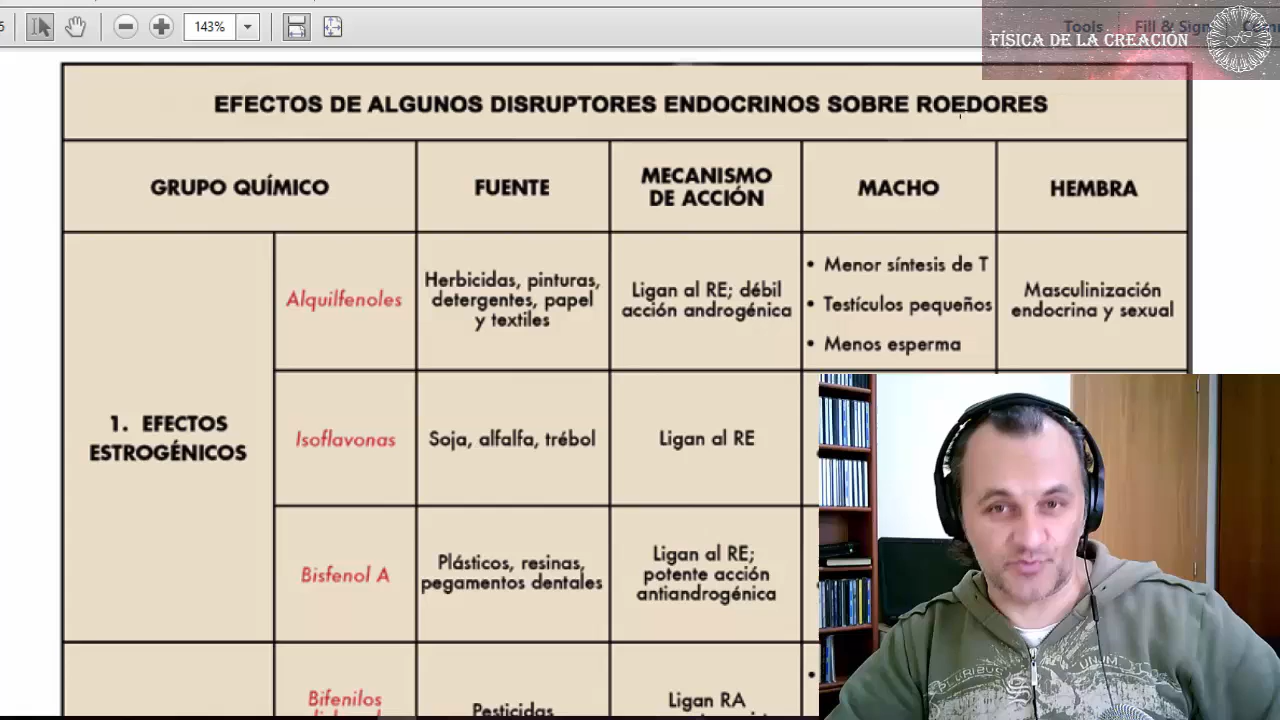 143%
Tools
Fill & Sign
FÍSICA DE LA CREACIÓN
EFECTOS DE ALGUNOS DISRUPTORES ENDOCRINOS SOBRE ROEDORES
GRUPO QUÍMICO
FUENTE
MECANISMO
DE ACCIÓN
MACHO
HEMBRA
1. EFECTOS
ESTROGÉNICOS
Alquilfenoles
Herbicidas, pinturas,
detergentes, papel
y textiles
Ligan al RE; débil
acción androgénica
• Menor síntesis de T
• Testículos pequeños
• Menos esperma
Masculinización
endocrina y sexual
Isoflavonas
Soja, alfalfa, trébol
Ligan al RE
Bisfenol A
Plásticos, resinas,
pegamentos dentales
Ligan al RE;
potente acción
antiandrogénica
Bifenilos
Pesticidas
Ligan RA
PLURIBUS
UNUM